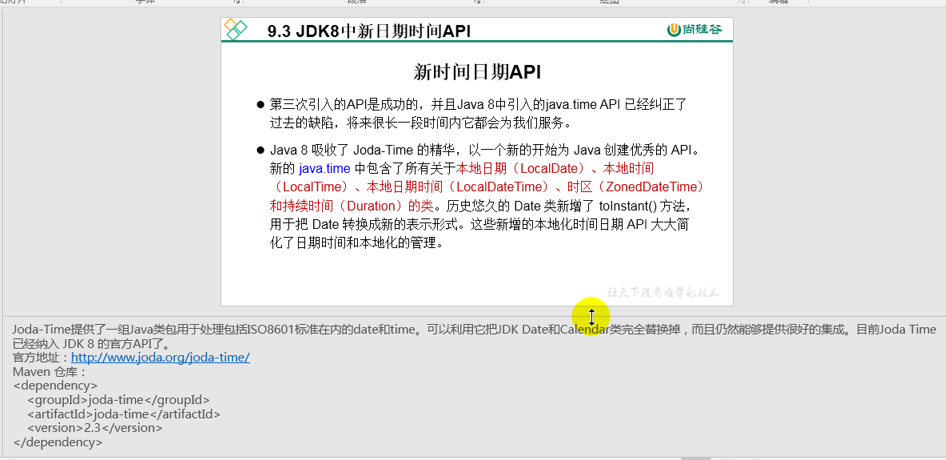 9.3 JDK8中新日期时间API
尚硅谷
新时间日期API
● 第三次引入的API是成功的，并且Java 8中引入的java.time API 已经纠正了
过去的缺陷，将来很长一段时间内它都会为我们服务。
● Java 8 吸收了 Joda-Time 的精华，以一个新的开始为 Java 创建优秀的 API。
新的 java.time 中包含了所有关于本地日期（LocalDate）、本地时间
（LocalTime）、本地日期时间（LocalDateTime）、时区（ZonedDateTime）
和持续时间（Duration）的类。历史悠久的 Date 类新增了 toInstant() 方法，
用于把 Date 转换成新的表示形式。这些新增的本地化时间日期 API 大大简
化了日期时间和本地化的管理。
让天下没有难学的技术
Joda-Time提供了一组Java类包用于处理包括ISO8601标准在内的date和time。可以利用它把JDK Date和Calendar类完全替换掉，而且仍然能够提供很好的集成。目前Joda Time
已经纳入 JDK 8 的官方API了。
官方地址：http://www.joda.org/joda-time/
Maven 仓库：
<dependency>
<groupId>joda-time</groupId>
<artifactId>joda-time</artifactId>
<version>2.3</version>
</dependency>